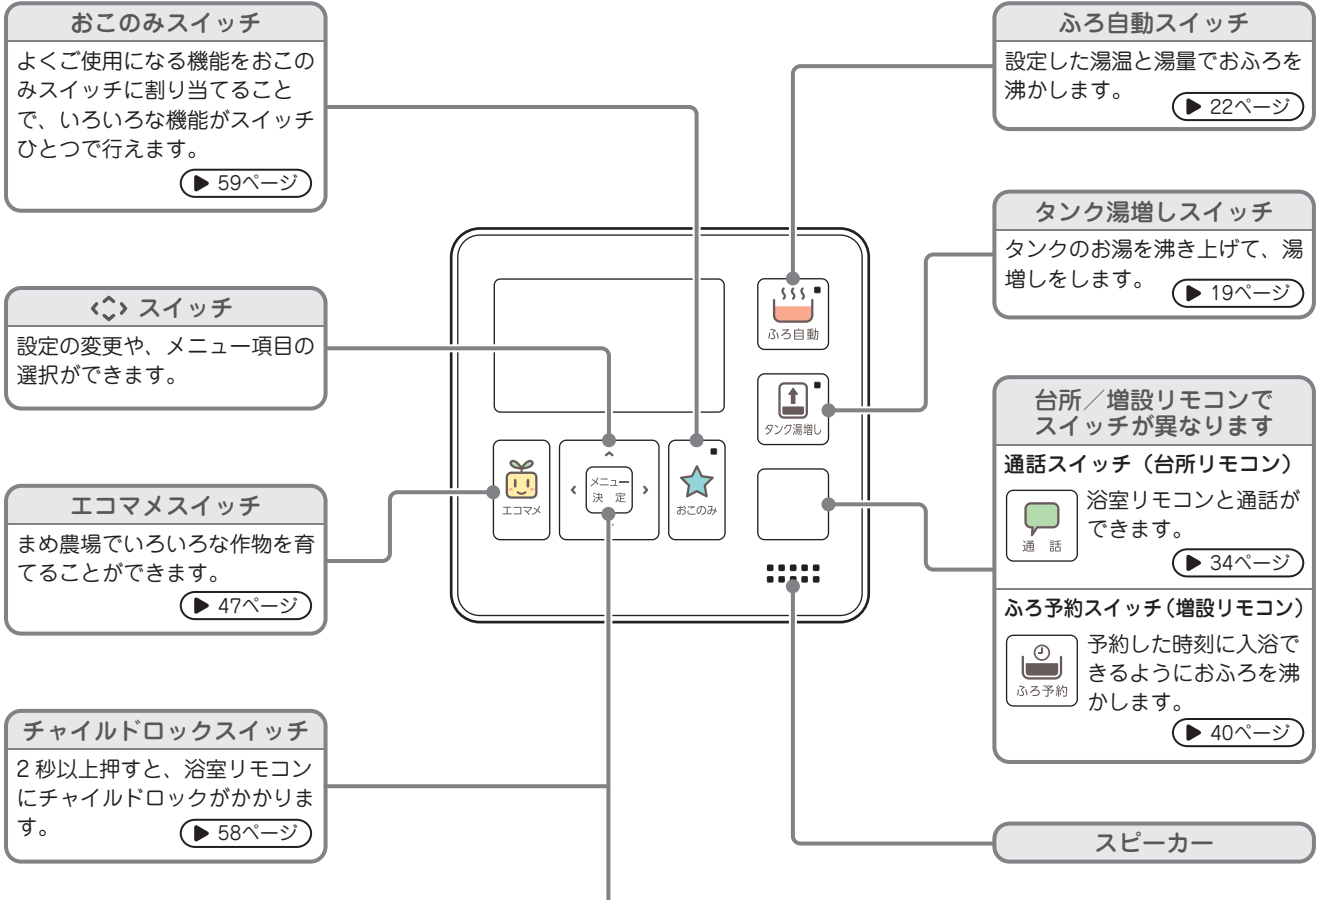 おこのみスイッチ
よくご使用になる機能をおこの
みスイッチに割り当てること
で、いろいろな機能がスイッチ
ひとつで行えます。
▶ 59ページ
スイッチ
設定の変更や、メニュー項目の
選択ができます。
エコマメスイッチ
まめ農場でいろいろな作物を育
てることができます。
▶ 47ページ
チャイルドロックスイッチ
2 秒以上押すと、浴室リモコン
にチャイルドロックがかかりま
す。
▶ 58ページ
ふろ自動
タンク湯増し
エコマメ
メニュー
決 定
おこのみ
ふろ自動スイッチ
設定した湯温と湯量でおふろを
沸かします。
▶ 22ページ
タンク湯増しスイッチ
タンクのお湯を沸き上げて、湯
増しをします。
▶ 19ページ
台所/増設リモコンで
スイッチが異なります
通話スイッチ(台所リモコン)
通 話
浴室リモコンと通話が
できます。
▶ 34ページ
ふろ予約スイッチ(増設リモコン)
ふろ予約
予約した時刻に入浴で
きるようにおふろを沸
かします。
▶ 40ページ
スピーカー